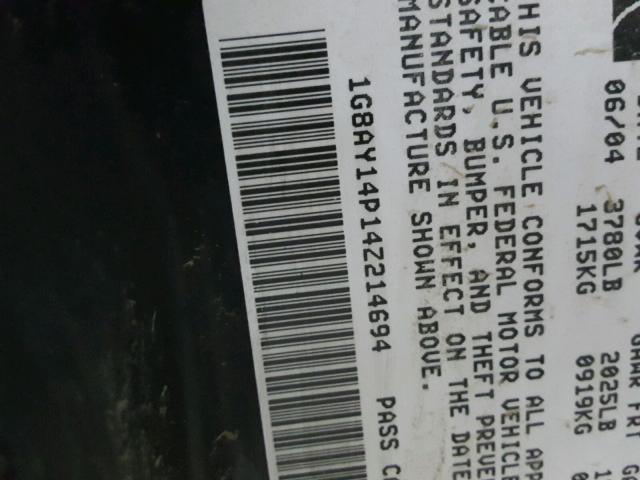 06/04 3780LB 2025LB
1715KG 0919KG
THIS VEHICLE CONFORMS TO ALL APP
CABLE U.S. FEDERAL MOTOR VEHICLE
SAFETY, BUMPER, AND THEFT PREVE
STANDARDS IN EFFECT ON THE DATE
MANUFACTURE SHOWN ABOVE.
1G8AY14P14Z214694 PASS C